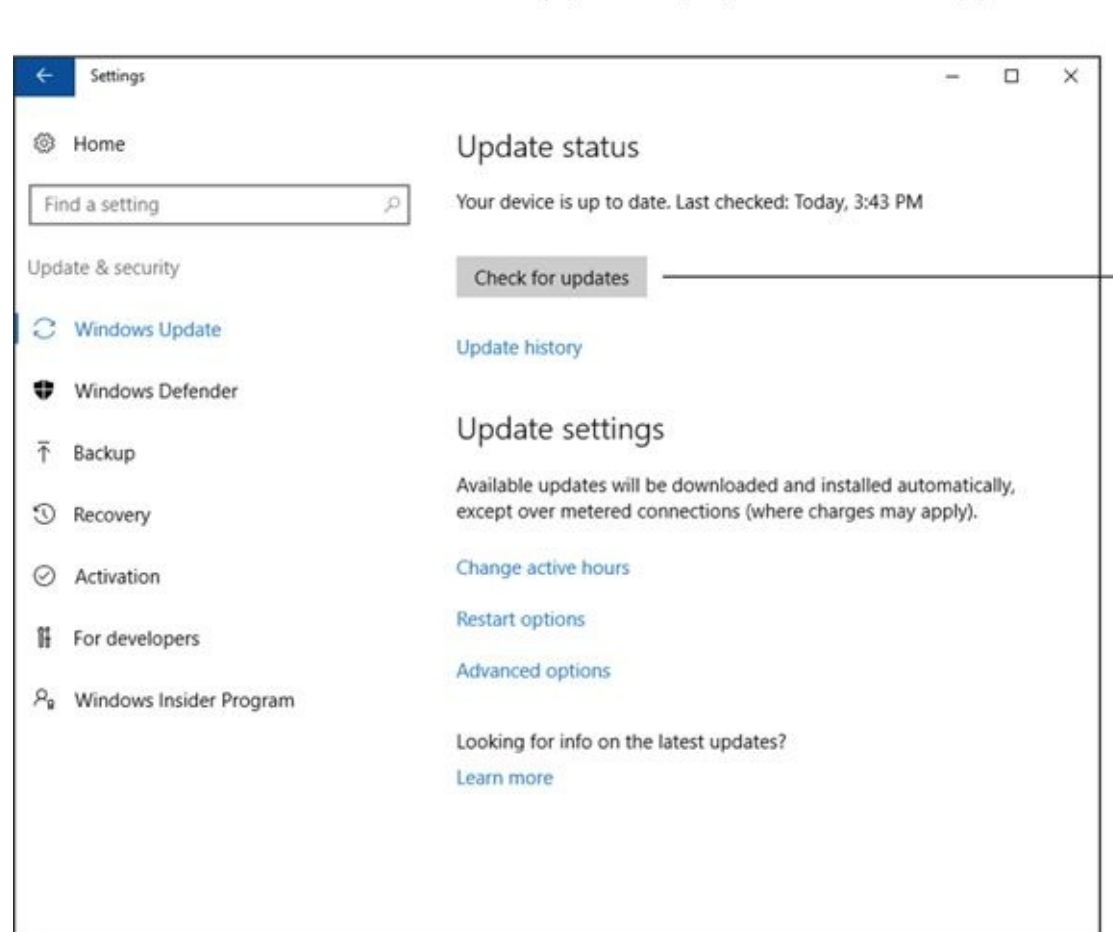 Settings
Home
Find a setting
Update & security
Windows Update
Windows Defender
Backup
Recovery
Activation
For developers
Windows Insider Program
Update status
Your device is up to date. Last checked: Today, 3:43 PM
Check for updates
Update history
Update settings
Available updates will be downloaded and installed automatically,
except over metered connections (where charges may apply).
Change active hours
Restart options
Advanced options
Looking for info on the latest updates?
Learn more